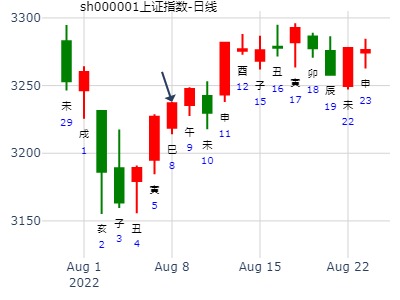 sh000001上证指数-日线
3300
3250
3200
3150
未
29
戌
1
亥
2
子
3
丑
4
寅
5
巳
8
午
9
未
10
申
11
酉
12
子
15
丑
16
寅
17
卯
18
辰
19
未
22
申
23
Aug 1
2022
Aug 8
Aug 15
Aug 22